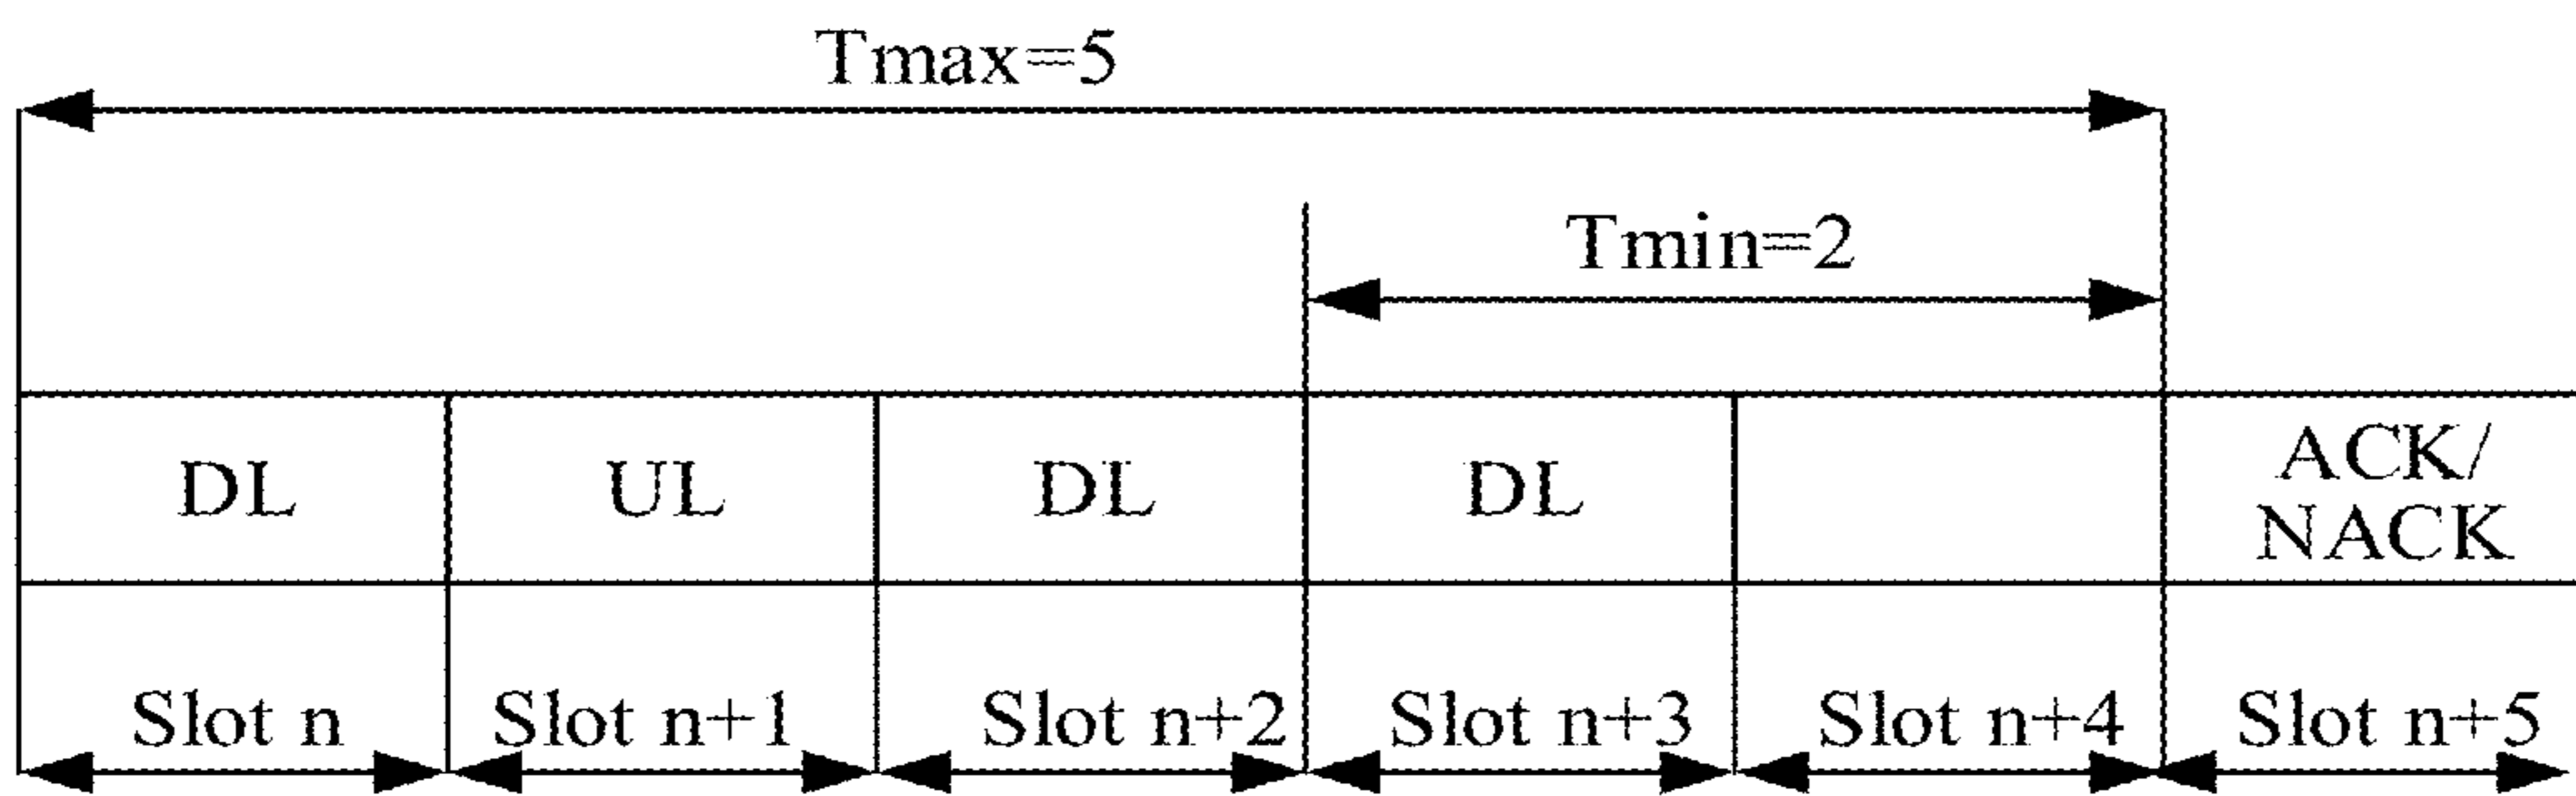 Tmax=5
Tmin=2
DL UL DL DL ACK/
NACK
Slot n Slot n+1 Slot n+2 Slot n+3 Slot n+4 Slot n+5